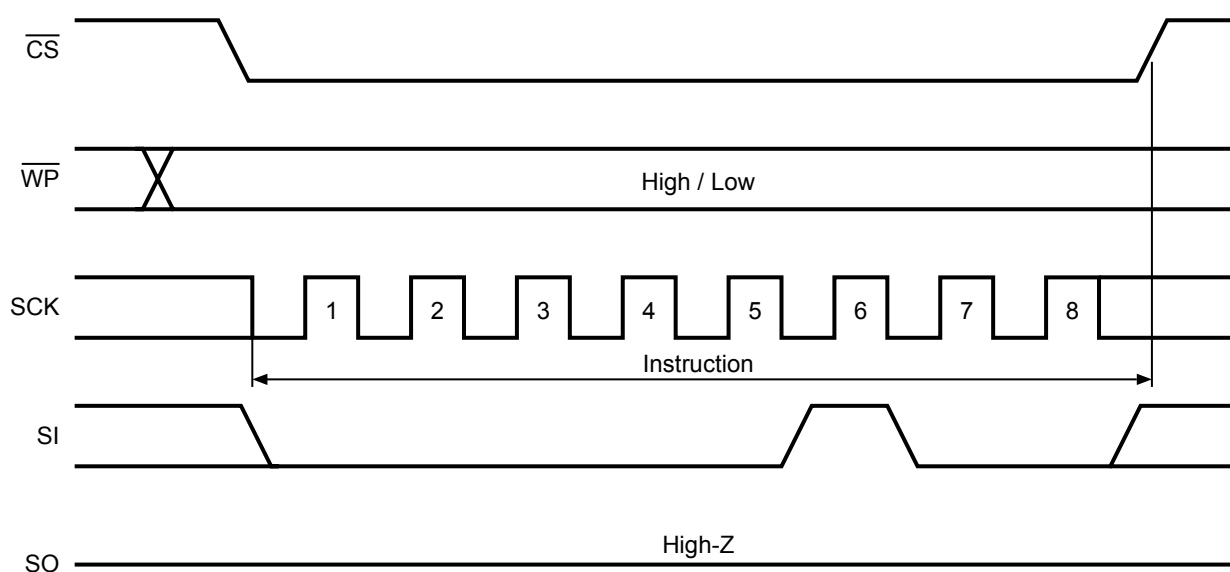 CS
WP
High / Low
SCK
1 2 3 4 5 6 7 8
Instruction
SI
High-Z
SO